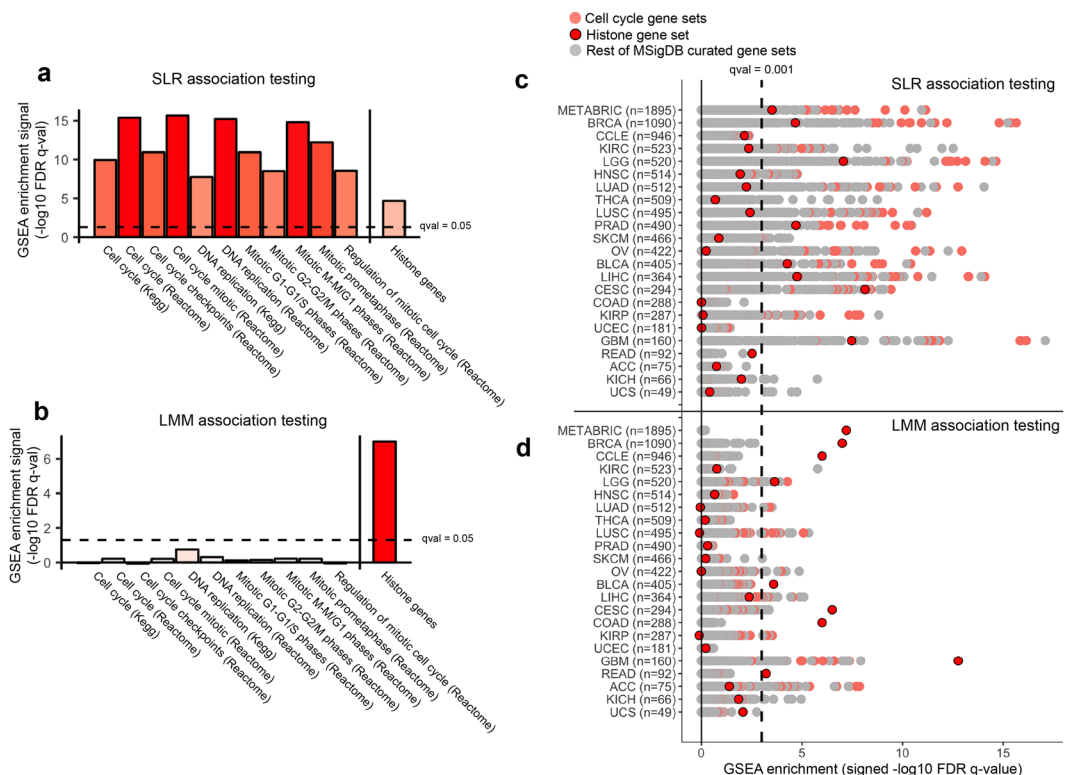 Cell cycle gene sets
Histone gene set
Rest of MSigDB curated gene sets
a
SLR association testing
GSEA enrichment signal
(-log10 FDR q-val)
15
10
5
0
qval = 0.05
Cell cycle (Kegg)
Cell cycle (Reactome)
Cell cycle checkpoints (Reactome)
Cell cycle mitotic (Reactome)
DNA replication (Kegg)
DNA replication (Reactome)
Mitotic G1-G1/S phases (Reactome)
Mitotic G2-G2/M phases (Reactome)
Mitotic M-M/G1 phases (Reactome)
Mitotic prometaphase (Reactome)
Regulation of mitotic cell cycle (Reactome)
Histone genes
b
LMM association testing
GSEA enrichment signal
(-log10 FDR q-val)
6
4
2
0
qval = 0.05
Cell cycle (Kegg)
Cell cycle (Reactome)
Cell cycle checkpoints (Reactome)
Cell cycle mitotic (Reactome)
DNA replication (Kegg)
DNA replication (Reactome)
Mitotic G1-G1/S phases (Reactome)
Mitotic G2-G2/M phases (Reactome)
Mitotic M-M/G1 phases (Reactome)
Mitotic prometaphase (Reactome)
Regulation of mitotic cell cycle (Reactome)
Histone genes
c
qval = 0.001
SLR association testing
METABRIC (n=1895)
BRCA (n=1090)
CCLE (n=946)
KIRC (n=523)
LGG (n=520)
HNSC (n=514)
LUAD (n=512)
THCA (n=509)
LUSC (n=495)
PRAD (n=490)
SKCM (n=466)
OV (n=422)
BLCA (n=405)
LIHC (n=364)
CESC (n=294)
COAD (n=288)
KIRP (n=287)
UCEC (n=181)
GBM (n=160)
READ (n=92)
ACC (n=75)
KICH (n=66)
UCS (n=49)
d
LMM association testing
METABRIC (n=1895)
BRCA (n=1090)
CCLE (n=946)
KIRC (n=523)
LGG (n=520)
HNSC (n=514)
LUAD (n=512)
THCA (n=509)
LUSC (n=495)
PRAD (n=490)
SKCM (n=466)
OV (n=422)
BLCA (n=405)
LIHC (n=364)
CESC (n=294)
COAD (n=288)
KIRP (n=287)
UCEC (n=181)
GBM (n=160)
READ (n=92)
ACC (n=75)
KICH (n=66)
UCS (n=49)
0
5
10
15
GSEA enrichment (signed -log10 FDR q-value)